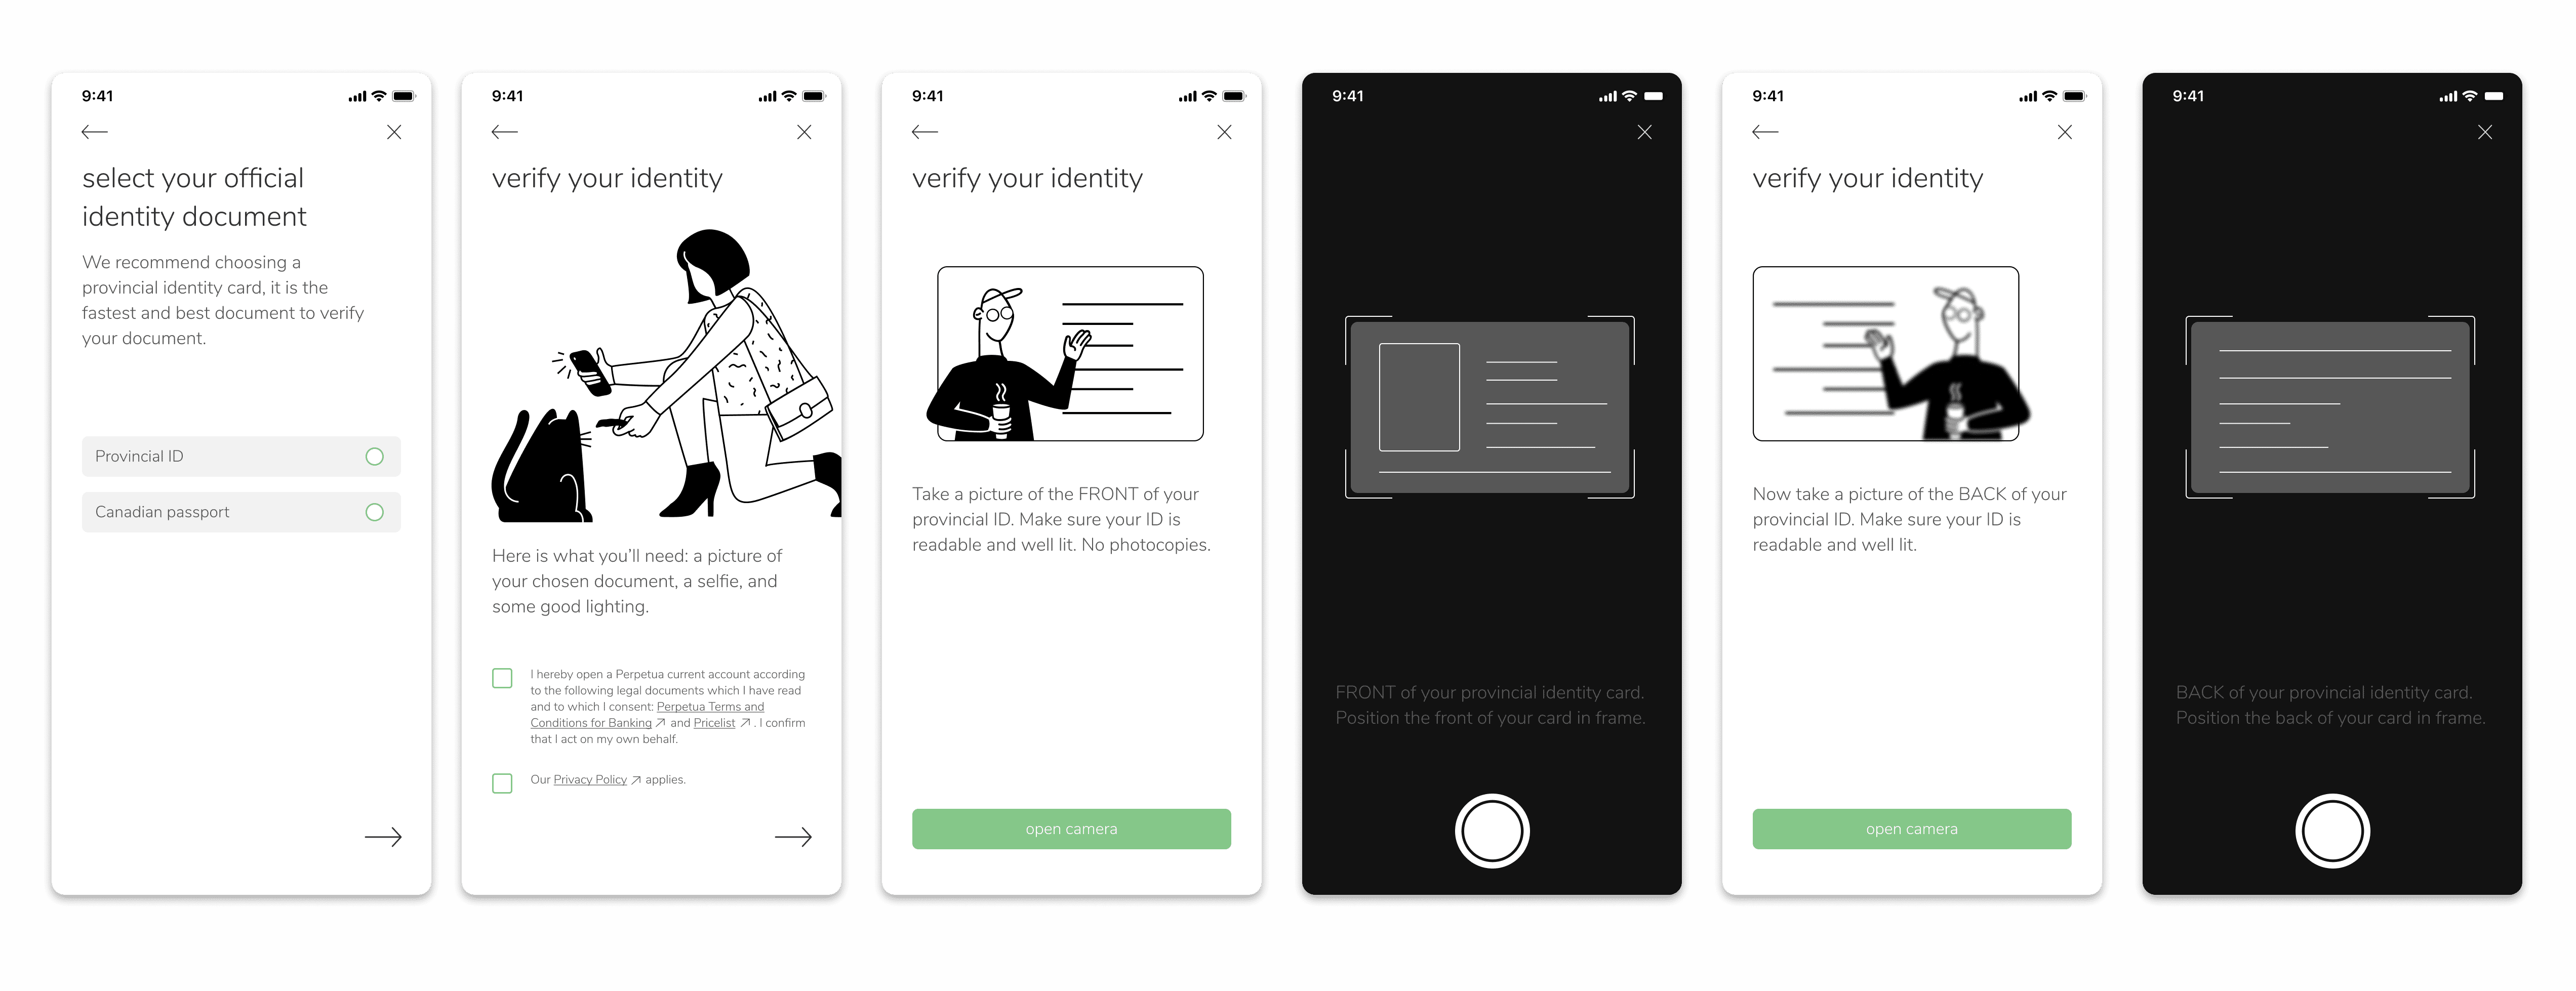 9:41
select your official
identity document
We recommend choosing a
provincial identity card, it is the
fastest and best document to verify
your document.
Provincial ID
Canadian passport
9:41
verify your identity
Here is what you'll need: a picture of
your chosen document, a selfie, and
some good lighting.
I hereby open a Perpetua current account according
to the following legal documents which I have read
and to which I consent: Perpetua Terms and
Conditions for Banking ↗ and Pricelist ↗ . I confirm
that I act on my own behalf.
Our Privacy Policy ↗ applies.
9:41
verify your identity
Take a picture of the FRONT of your
provincial ID. Make sure your ID is
readable and well lit. No photocopies.
open camera
9:41
FRONT of your provincial identity card.
Position the front of your card in frame.
9:41
verify your identity
Now take a picture of the BACK of your
provincial ID. Make sure your ID is
readable and well lit.
open camera
9:41
BACK of your provincial identity card.
Position the back of your card in frame.